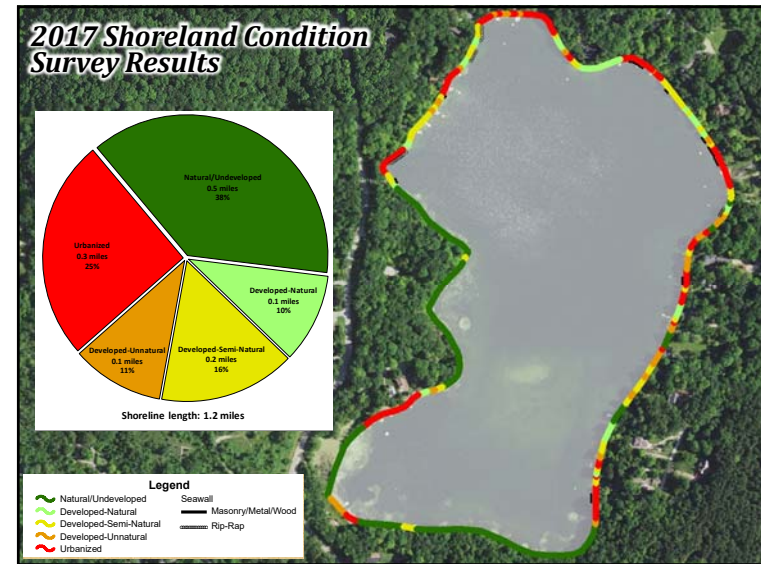 2017 Shoreland Condition
Survey Results
Natural/Undeveloped
0.5 miles
38%
Urbanized
0.3 miles
25%
Developed-Natural
0.1 miles
10%
Developed-Unnatural
0.1 miles
11%
Developed-Semi-Natural
0.2 miles
16%
Shoreline length: 1.2 miles
Legend
Natural/Undeveloped
Developed-Natural
Developed-Semi-Natural
Developed-Unnatural
Urbanized
Seawall
Masonry/Metal/Wood
Rip-Rap